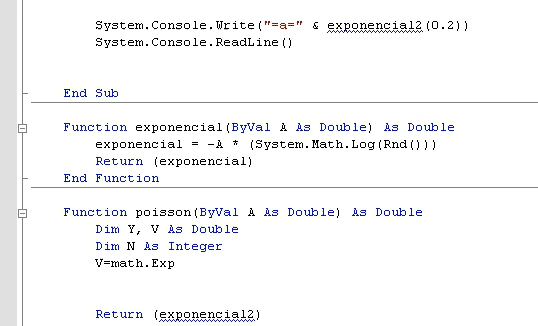 System.Console.Write("=a=" & exponencial2(0.2))
System.Console.ReadLine()
End Sub
Function exponencial(ByVal A As Double) As Double
exponencial = -A * (System.Math.Log(Rnd()))
Return (exponencial)
End Function
Function poisson(ByVal A As Double) As Double
Dim Y, V As Double
Dim N As Integer
V=math.Exp
Return (exponencial2)